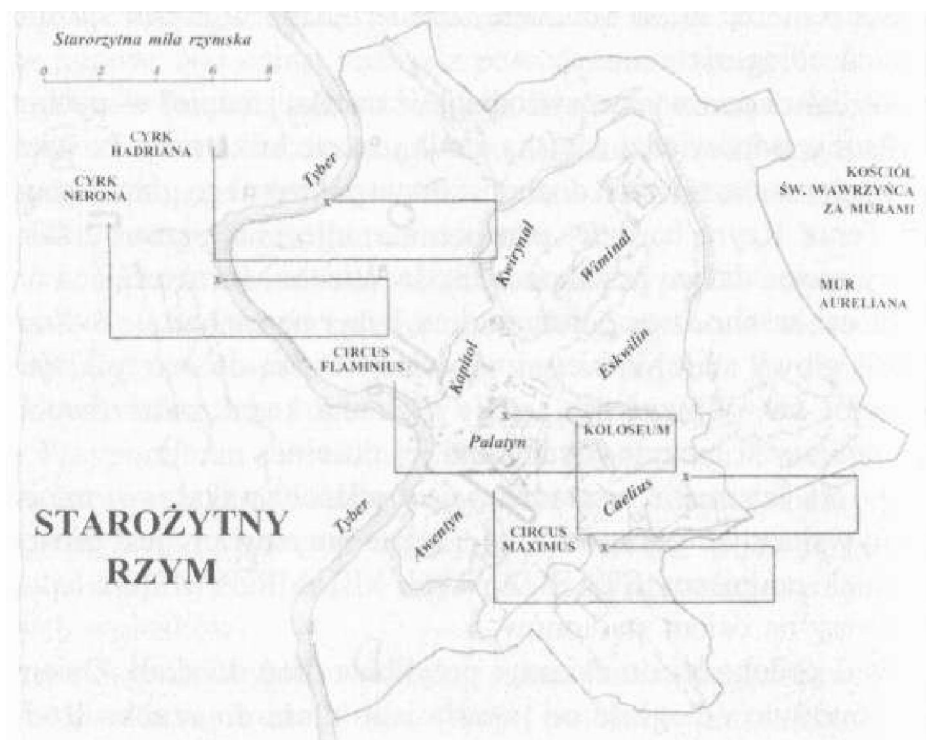 Starorzytna mila rzymska
0 2 4 6 8
CYRK
HADRIANA
CYRK
NERONA
Tyber
KOŚCIÓŁ
ŚW. WAWRZYŃCA
ZA MURAMI
Kwirynał
Wiminal
MUR
AURELIANA
CIRCUS
FLAMINIUS
Kapitol
Eskwilin
KOLOSEUM
Palatyn
STAROŻYTNY
RZYM
Tyber
Awentyn
CIRCUS
MAXIMUS
Caelius